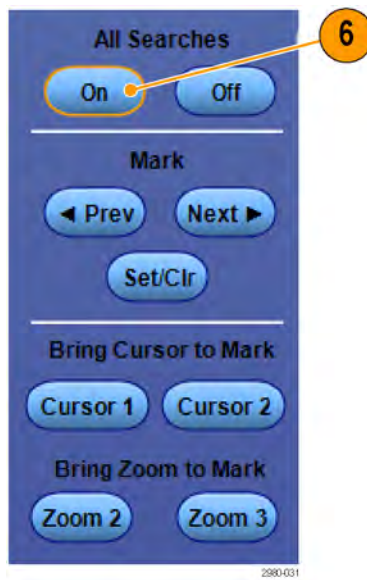 All Searches
6
On Off
Mark
◄ Prev Next ►
Set/Clr
Bring Cursor to Mark
Cursor 1 Cursor 2
Bring Zoom to Mark
Zoom 2 Zoom 3
2980-031